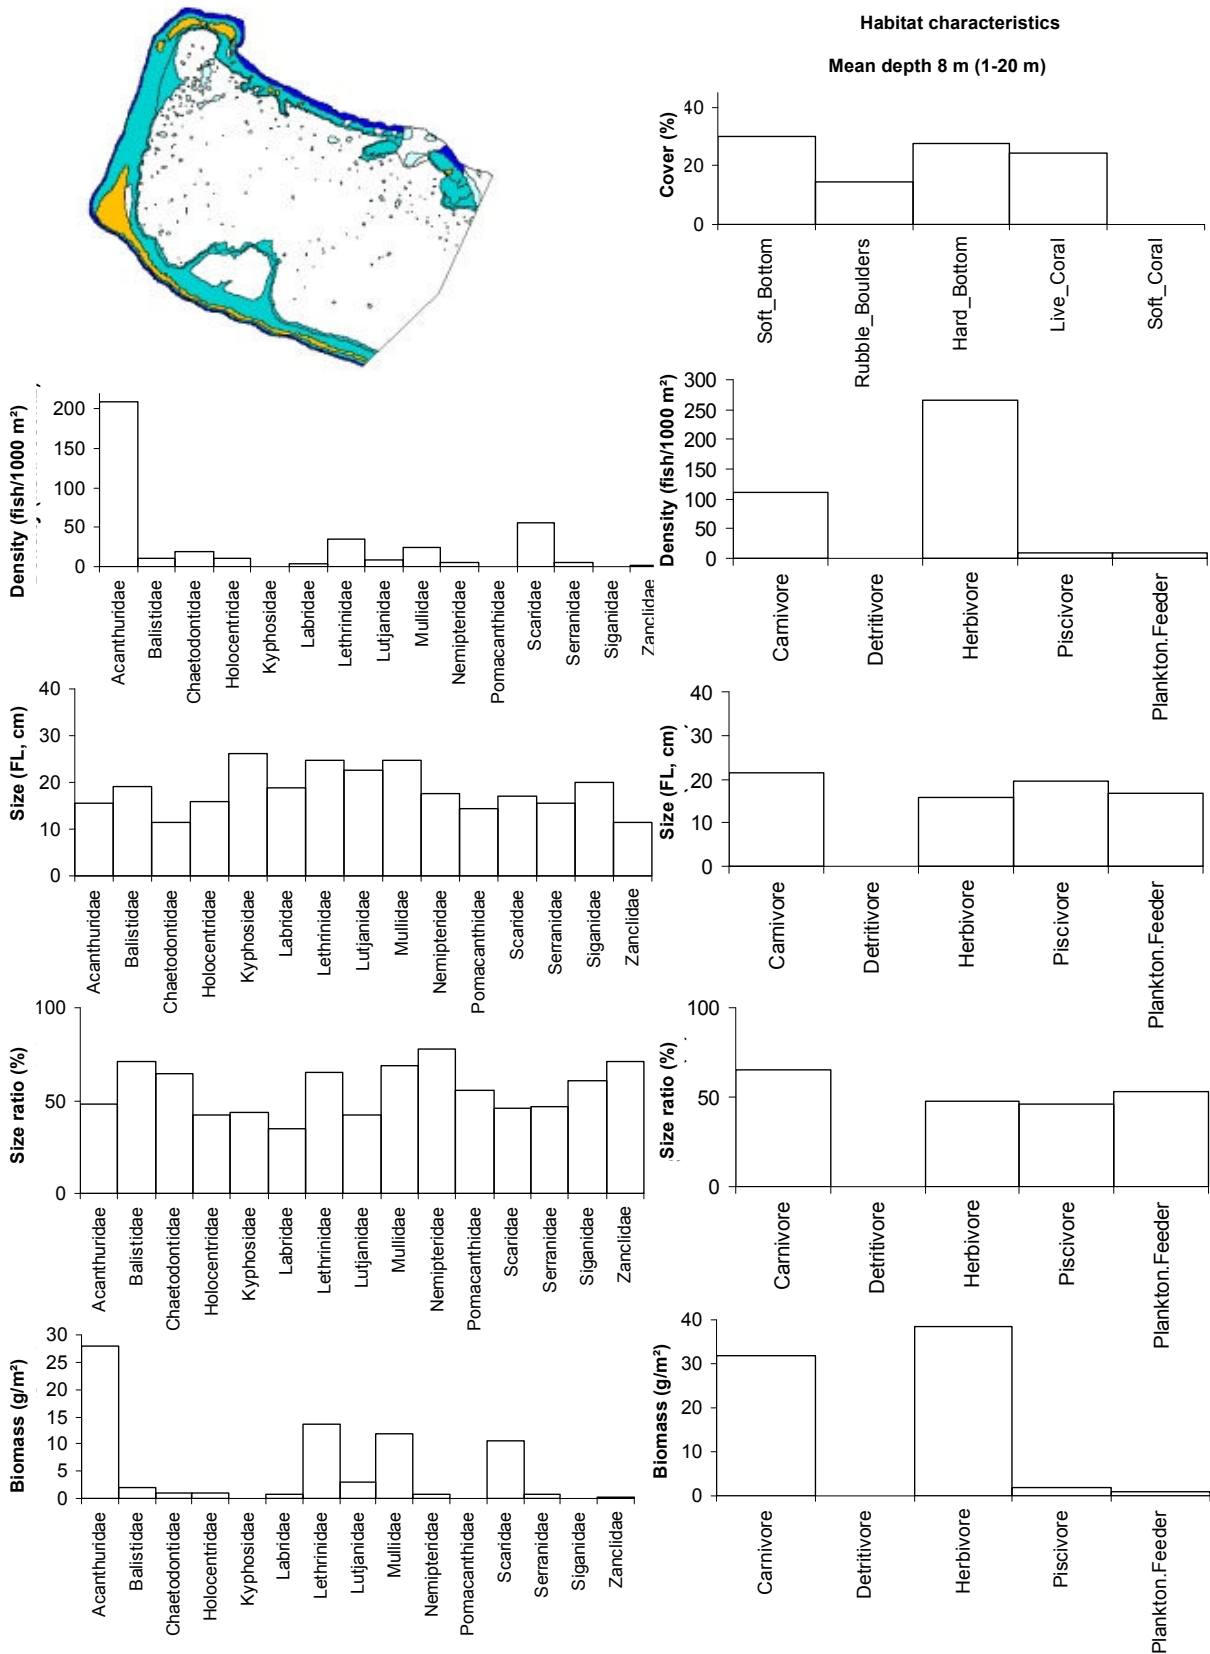 Habitat characteristics
Mean depth 8 m (1-20 m)
Cover (%)
40
20
0
Soft_Bottom
Rubble_Boulders
Hard_Bottom
Live_Coral
Soft_Coral
Density (fish/1000 m²)
200
150
100
50
0
Acanthuridae
Balistidae
Chaetodontidae
Holocentridae
Kyphosidae
Labridae
Lethrinidae
Lutjanidae
Mullidae
Nemipteridae
Pomacanthidae
Scaridae
Serranidae
Siganidae
Zanclidae
Density (fish/1000 m²)
300
250
200
150
100
50
0
Carnivore
Detritivore
Herbivore
Piscivore
Plankton.Feeder
Size (FL, cm)
40
30
20
10
0
Acanthuridae
Balistidae
Chaetodontidae
Holocentridae
Kyphosidae
Labridae
Lethrinidae
Lutjanidae
Mullidae
Nemipteridae
Pomacanthidae
Scaridae
Serranidae
Siganidae
Zanclidae
Size (FL, cm)
40
30
20
10
0
Carnivore
Detritivore
Herbivore
Piscivore
Plankton.Feeder
Size ratio (%)
100
50
0
Acanthuridae
Balistidae
Chaetodontidae
Holocentridae
Kyphosidae
Labridae
Lethrinidae
Lutjanidae
Mullidae
Nemipteridae
Pomacanthidae
Scaridae
Serranidae
Siganidae
Zanclidae
Size ratio (%)
100
50
0
Carnivore
Detritivore
Herbivore
Piscivore
Plankton.Feeder
Biomass (g/m²)
30
25
20
15
10
5
0
Acanthuridae
Balistidae
Chaetodontidae
Holocentridae
Kyphosidae
Labridae
Lethrinidae
Lutjanidae
Mullidae
Nemipteridae
Pomacanthidae
Scaridae
Serranidae
Siganidae
Zanclidae
Biomass (g/m²)
40
30
20
10
0
Carnivore
Detritivore
Herbivore
Piscivore
Plankton.Feeder